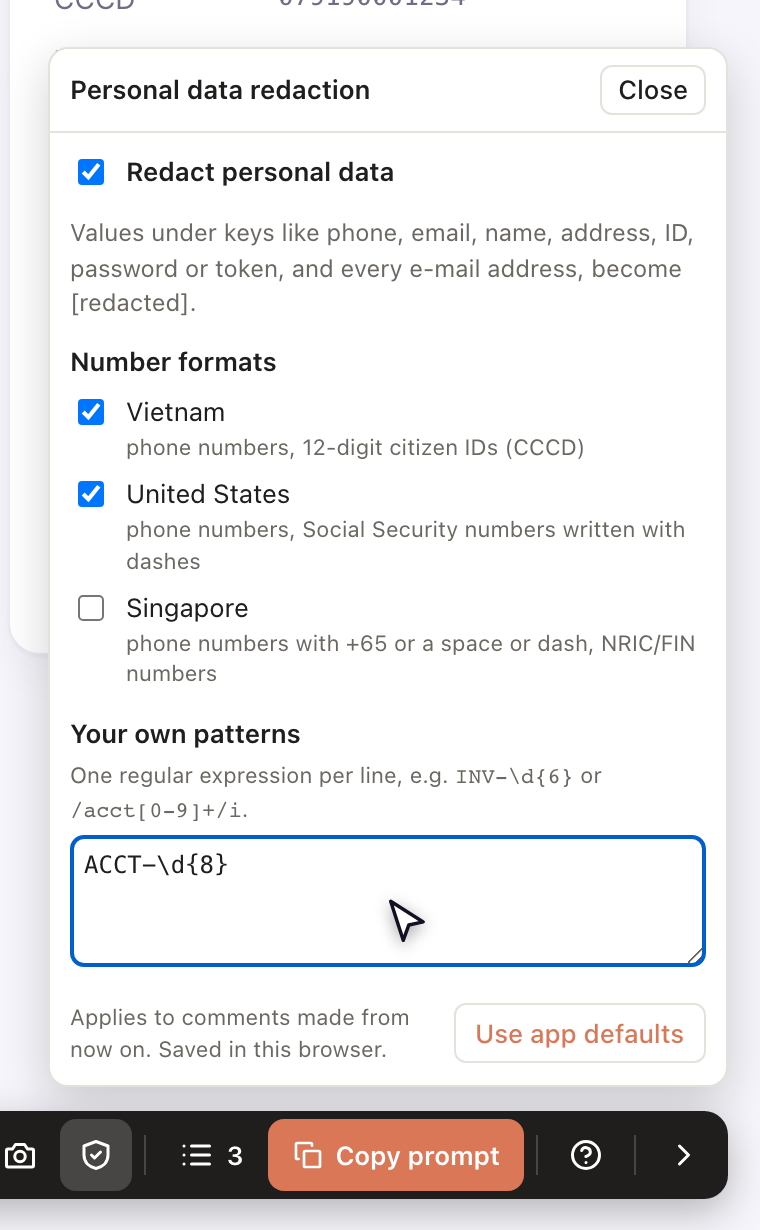 CCCD 079190001234
Personal data redaction
Close
Redact personal data
Values under keys like phone, email, name, address, ID,
password or token, and every e-mail address, become
[redacted].
Number formats
Vietnam
phone numbers, 12-digit citizen IDs (CCCD)
United States
phone numbers, Social Security numbers written with
dashes
Singapore
phone numbers with +65 or a space or dash, NRIC/FIN
numbers
Your own patterns
One regular expression per line, e.g. INV-\d{6} or
/acct[0-9]+/i.
ACCT-\d{8}
Applies to comments made from
now on. Saved in this browser.
Use app defaults
3
Copy prompt